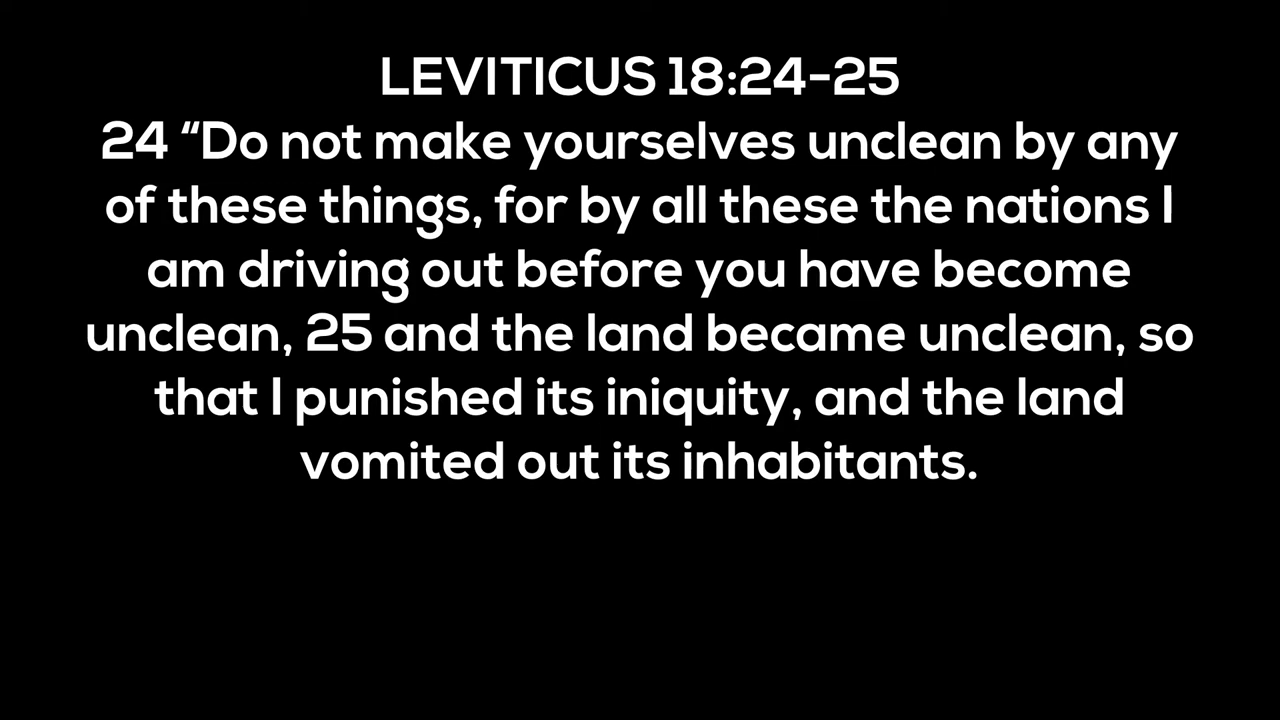 LEVITICUS 18:24-25
24 “Do not make yourselves unclean by any
of these things, for by all these the nations I
am driving out before you have become
unclean, 25 and the land became unclean, so
that I punished its iniquity, and the land
vomited out its inhabitants.